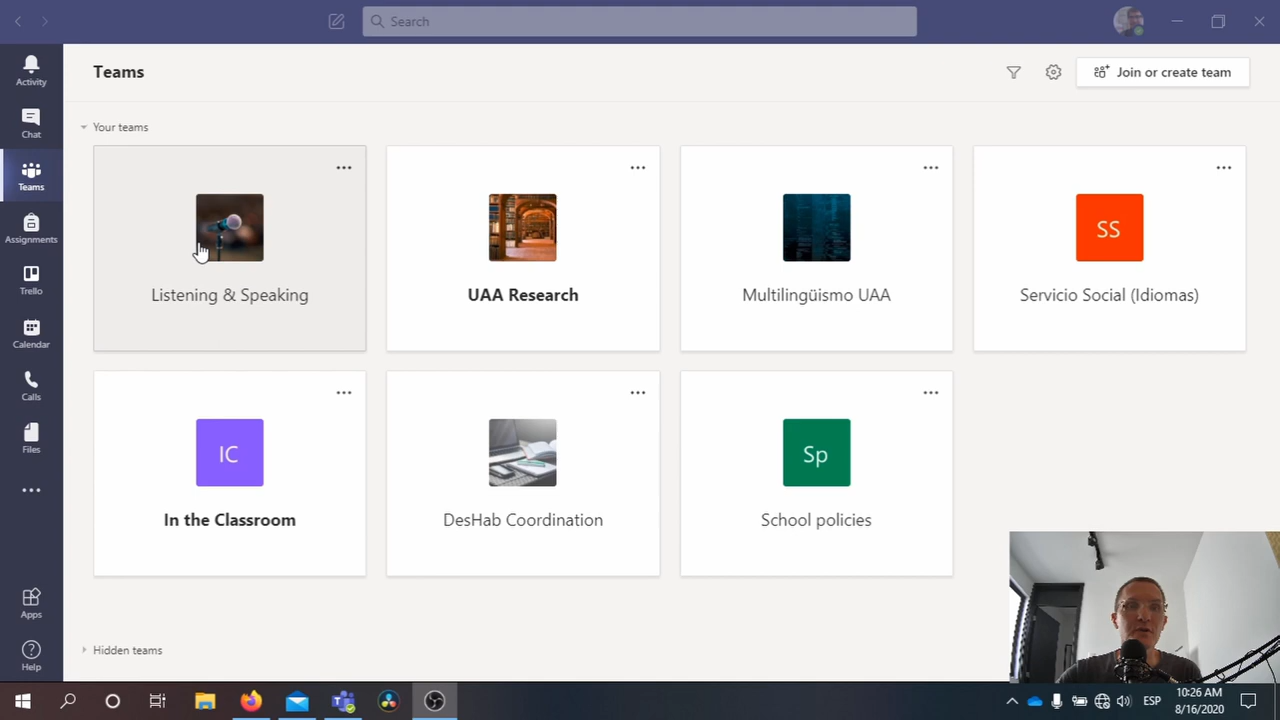 Search
Activity
Chat
Teams
Assignments
Trello
Calendar
Calls
Files
Apps
Help
Teams
Join or create team
Your teams
Listening & Speaking
UAA Research
Multilingüismo UAA
SS
Servicio Social (Idiomas)
IC
In the Classroom
DesHab Coordination
Sp
School policies
Hidden teams
ESP
10:26 AM
8/16/2020